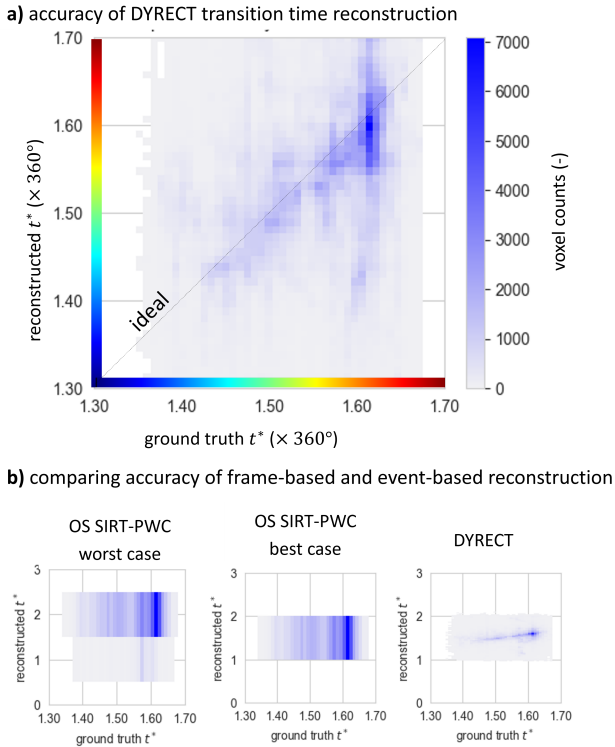 a) accuracy of DYRECT transition time reconstruction
1.70
1.60
1.50
1.40
1.30
reconstructed t* (× 360°)
ideal
1.30 1.40 1.50 1.60 1.70
ground truth t* (× 360°)
7000
6000
5000
4000
3000
2000
1000
0
voxel counts (-)
b) comparing accuracy of frame-based and event-based reconstruction
OS SIRT-PWC
worst case
3
2
1
0
reconstructed t*
1.30 1.40 1.50 1.60 1.70
ground truth t*
OS SIRT-PWC
best case
3
2
1
0
reconstructed t*
1.30 1.40 1.50 1.60 1.70
ground truth t*
DYRECT
3
2
1
0
reconstructed t*
1.30 1.40 1.50 1.60 1.70
ground truth t*